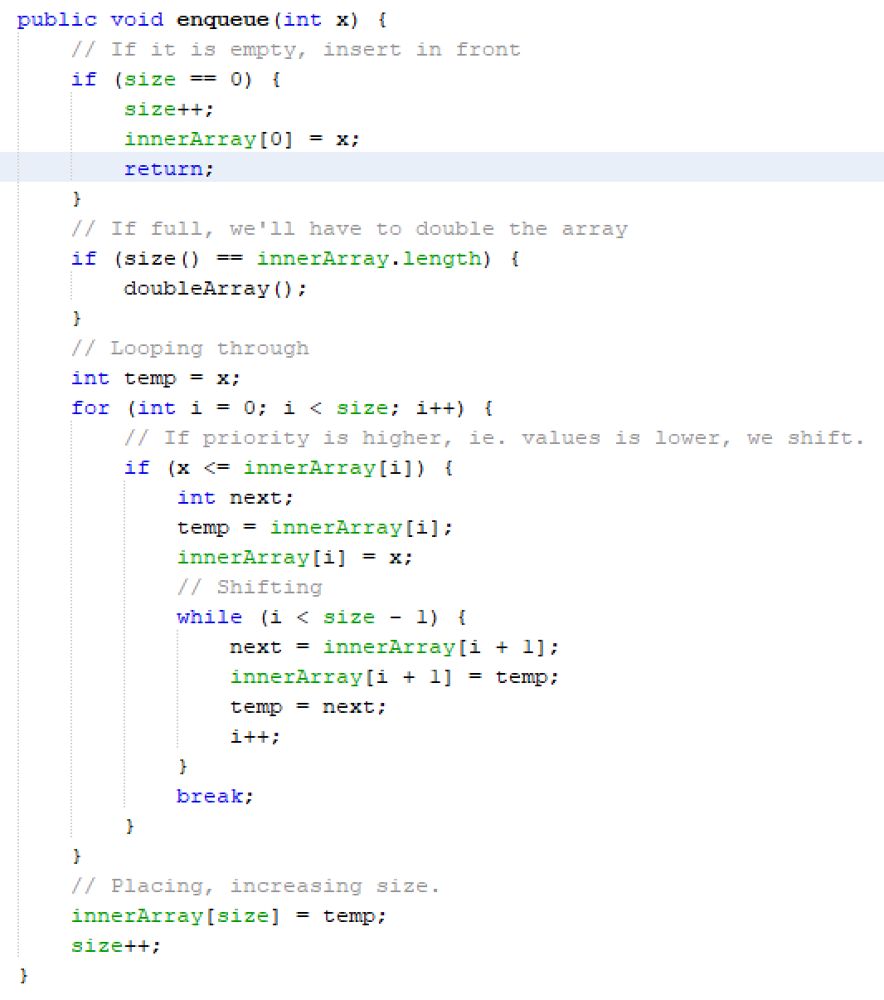 public void enqueue(int x) {
    // If it is empty, insert in front
    if (size == 0) {
        size++;
        innerArray[0] = x;
        return;
    }
    // If full, we'll have to double the array
    if (size() == innerArray.length) {
        doubleArray();
    }
    // Looping through
    int temp = x;
    for (int i = 0; i < size; i++) {
        // If priority is higher, ie. values is lower, we shift.
        if (x <= innerArray[i]) {
            int next;
            temp = innerArray[i];
            innerArray[i] = x;
            // Shifting
            while (i < size - 1) {
                next = innerArray[i + 1];
                innerArray[i + 1] = temp;
                temp = next;
                i++;
            }
            break;
        }
    }
    // Placing, increasing size.
    innerArray[size] = temp;
    size++;
}